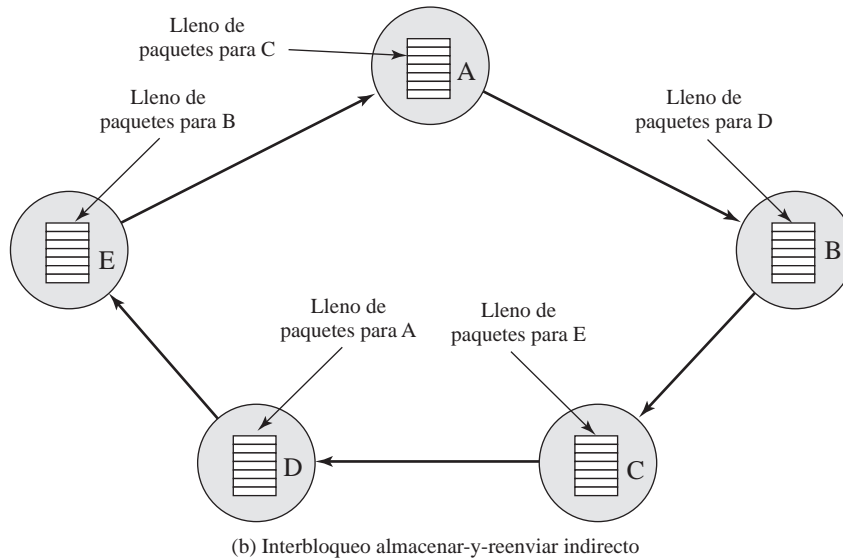 Lleno de
paquetes para C
A
Lleno de
paquetes para B
Lleno de
paquetes para D
E
B
Lleno de
paquetes para A
Lleno de
paquetes para E
D
C
(b) Interbloqueo almacenar-y-reenviar indirecto